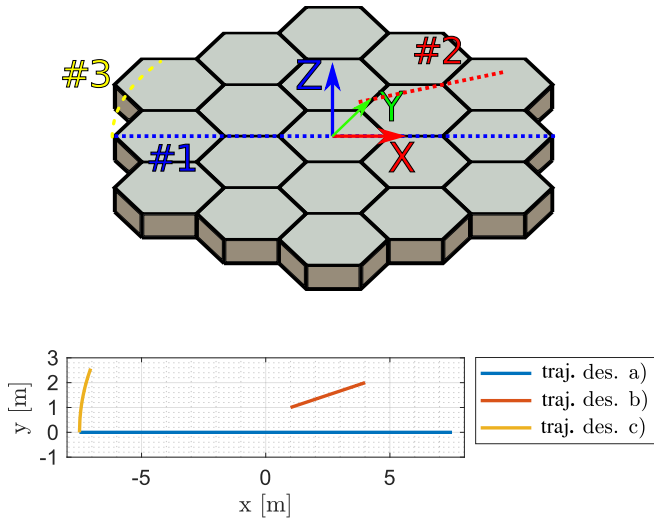 #2
#3
Z
Y
X
#1
3
2
1
0
-1
y [m]
-5
0
5
x [m]
traj. des. a)
traj. des. b)
traj. des. c)